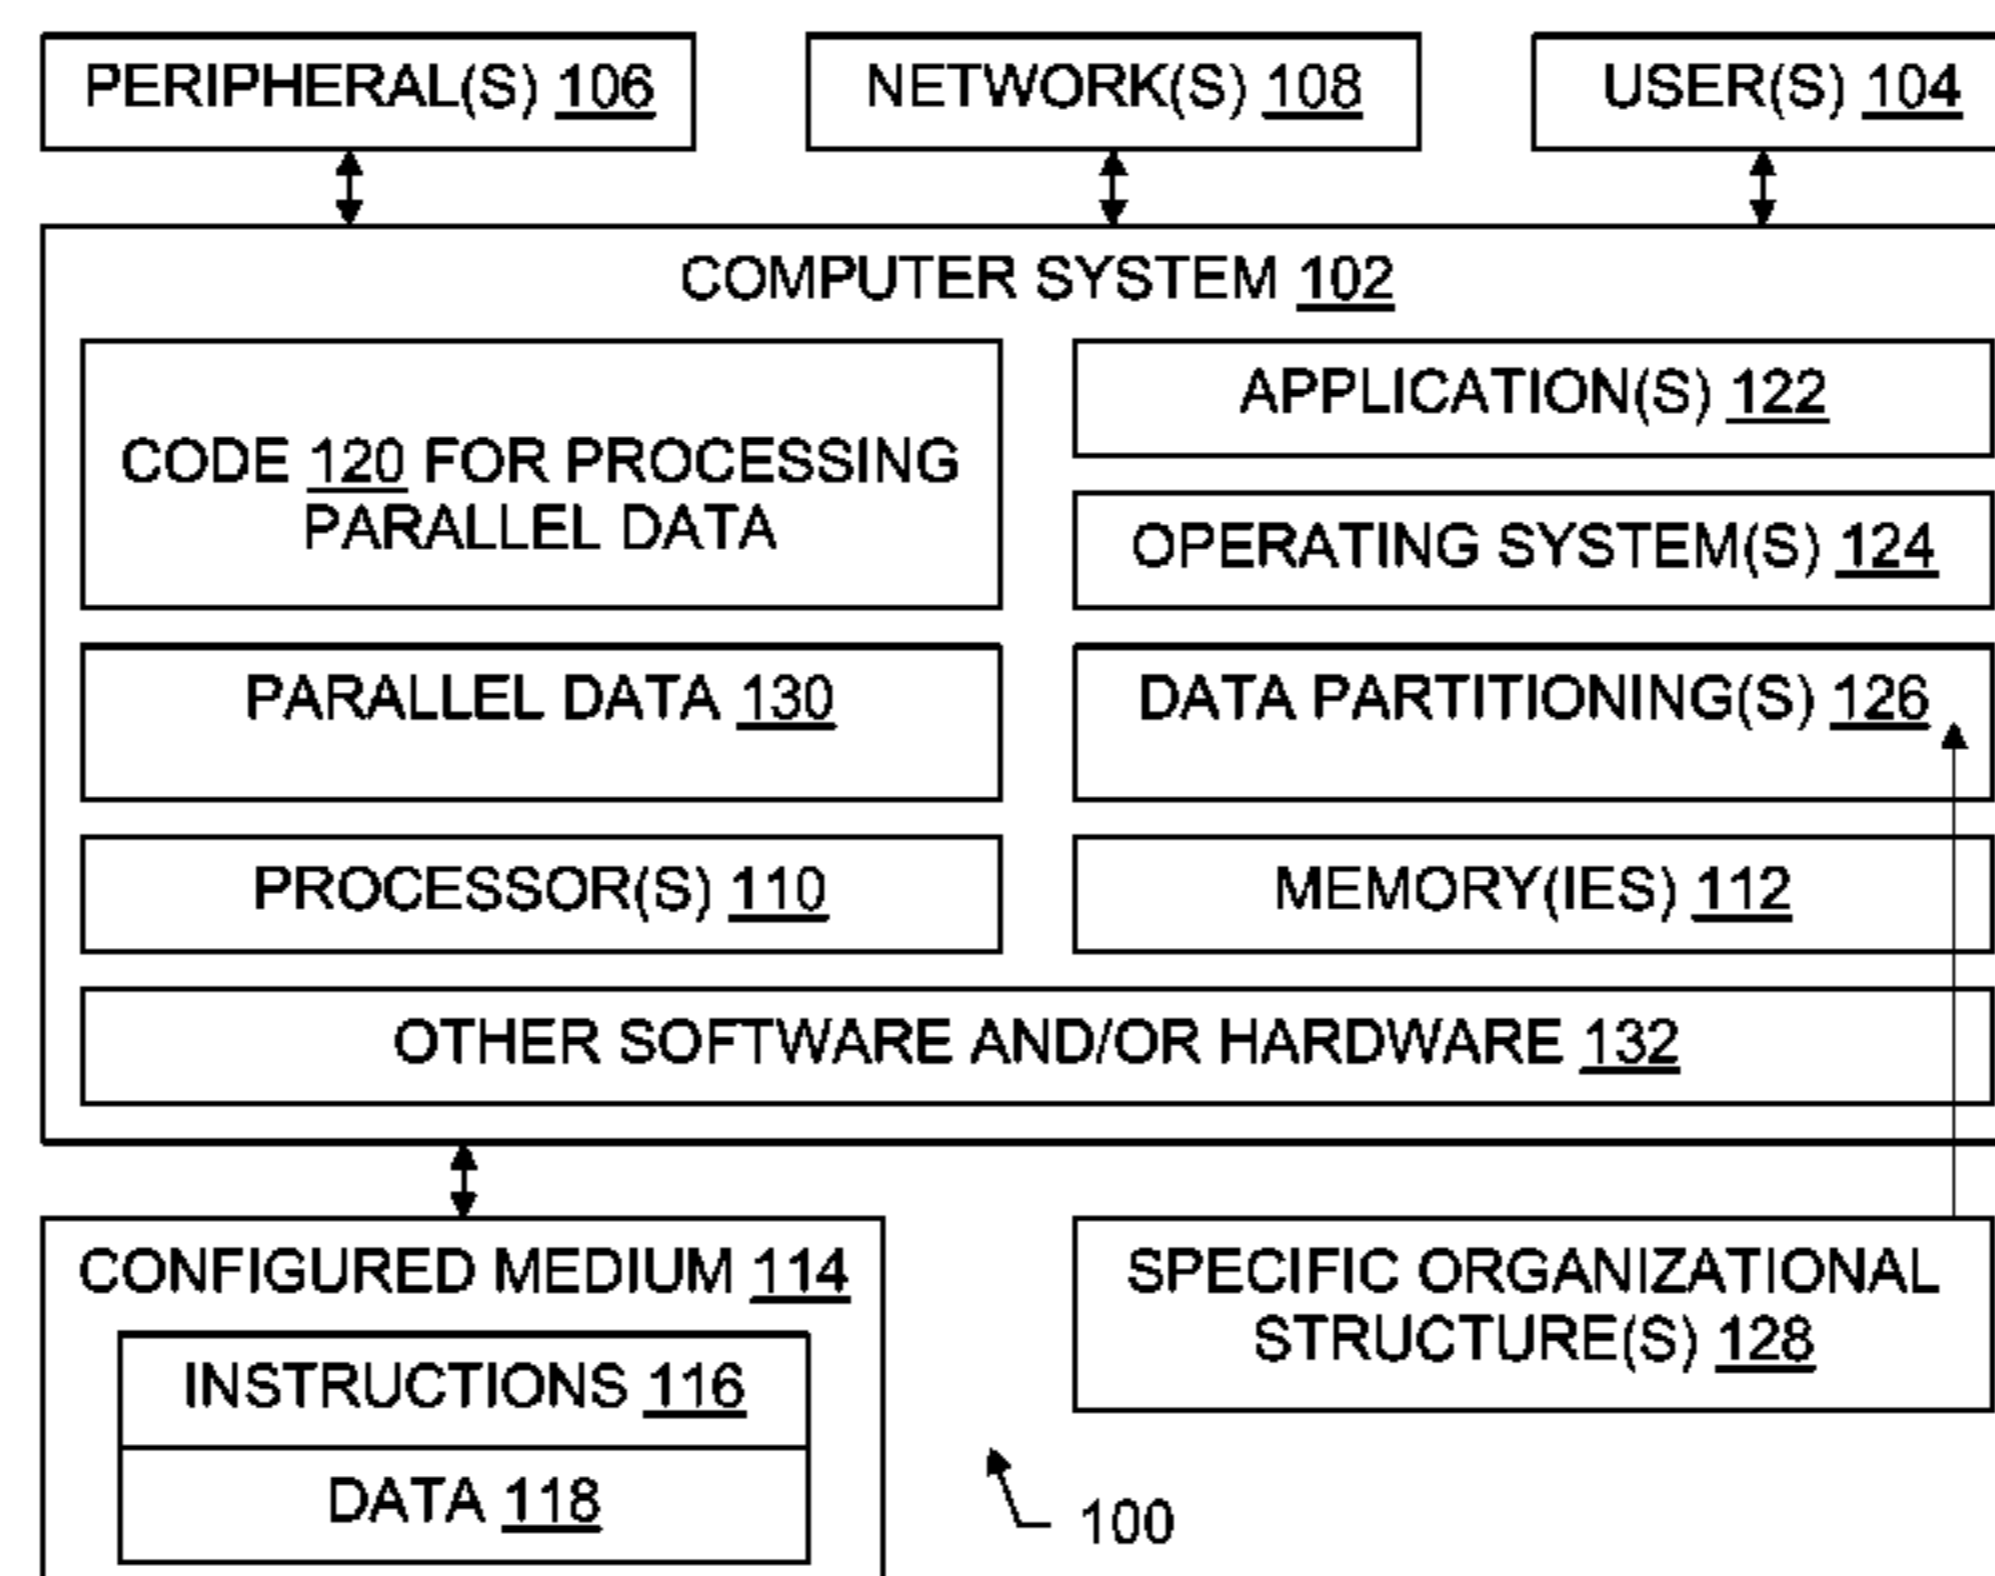 PERIPHERAL(S) 106
NETWORK(S) 108
USER(S) 104
COMPUTER SYSTEM 102
CODE 120 FOR PROCESSING
PARALLEL DATA
APPLICATION(S) 122
OPERATING SYSTEM(S) 124
PARALLEL DATA 130
DATA PARTITIONING(S) 126
PROCESSOR(S) 110
MEMORY(IES) 112
OTHER SOFTWARE AND/OR HARDWARE 132
CONFIGURED MEDIUM 114
INSTRUCTIONS 116
DATA 118
SPECIFIC ORGANIZATIONAL
STRUCTURE(S) 128
100